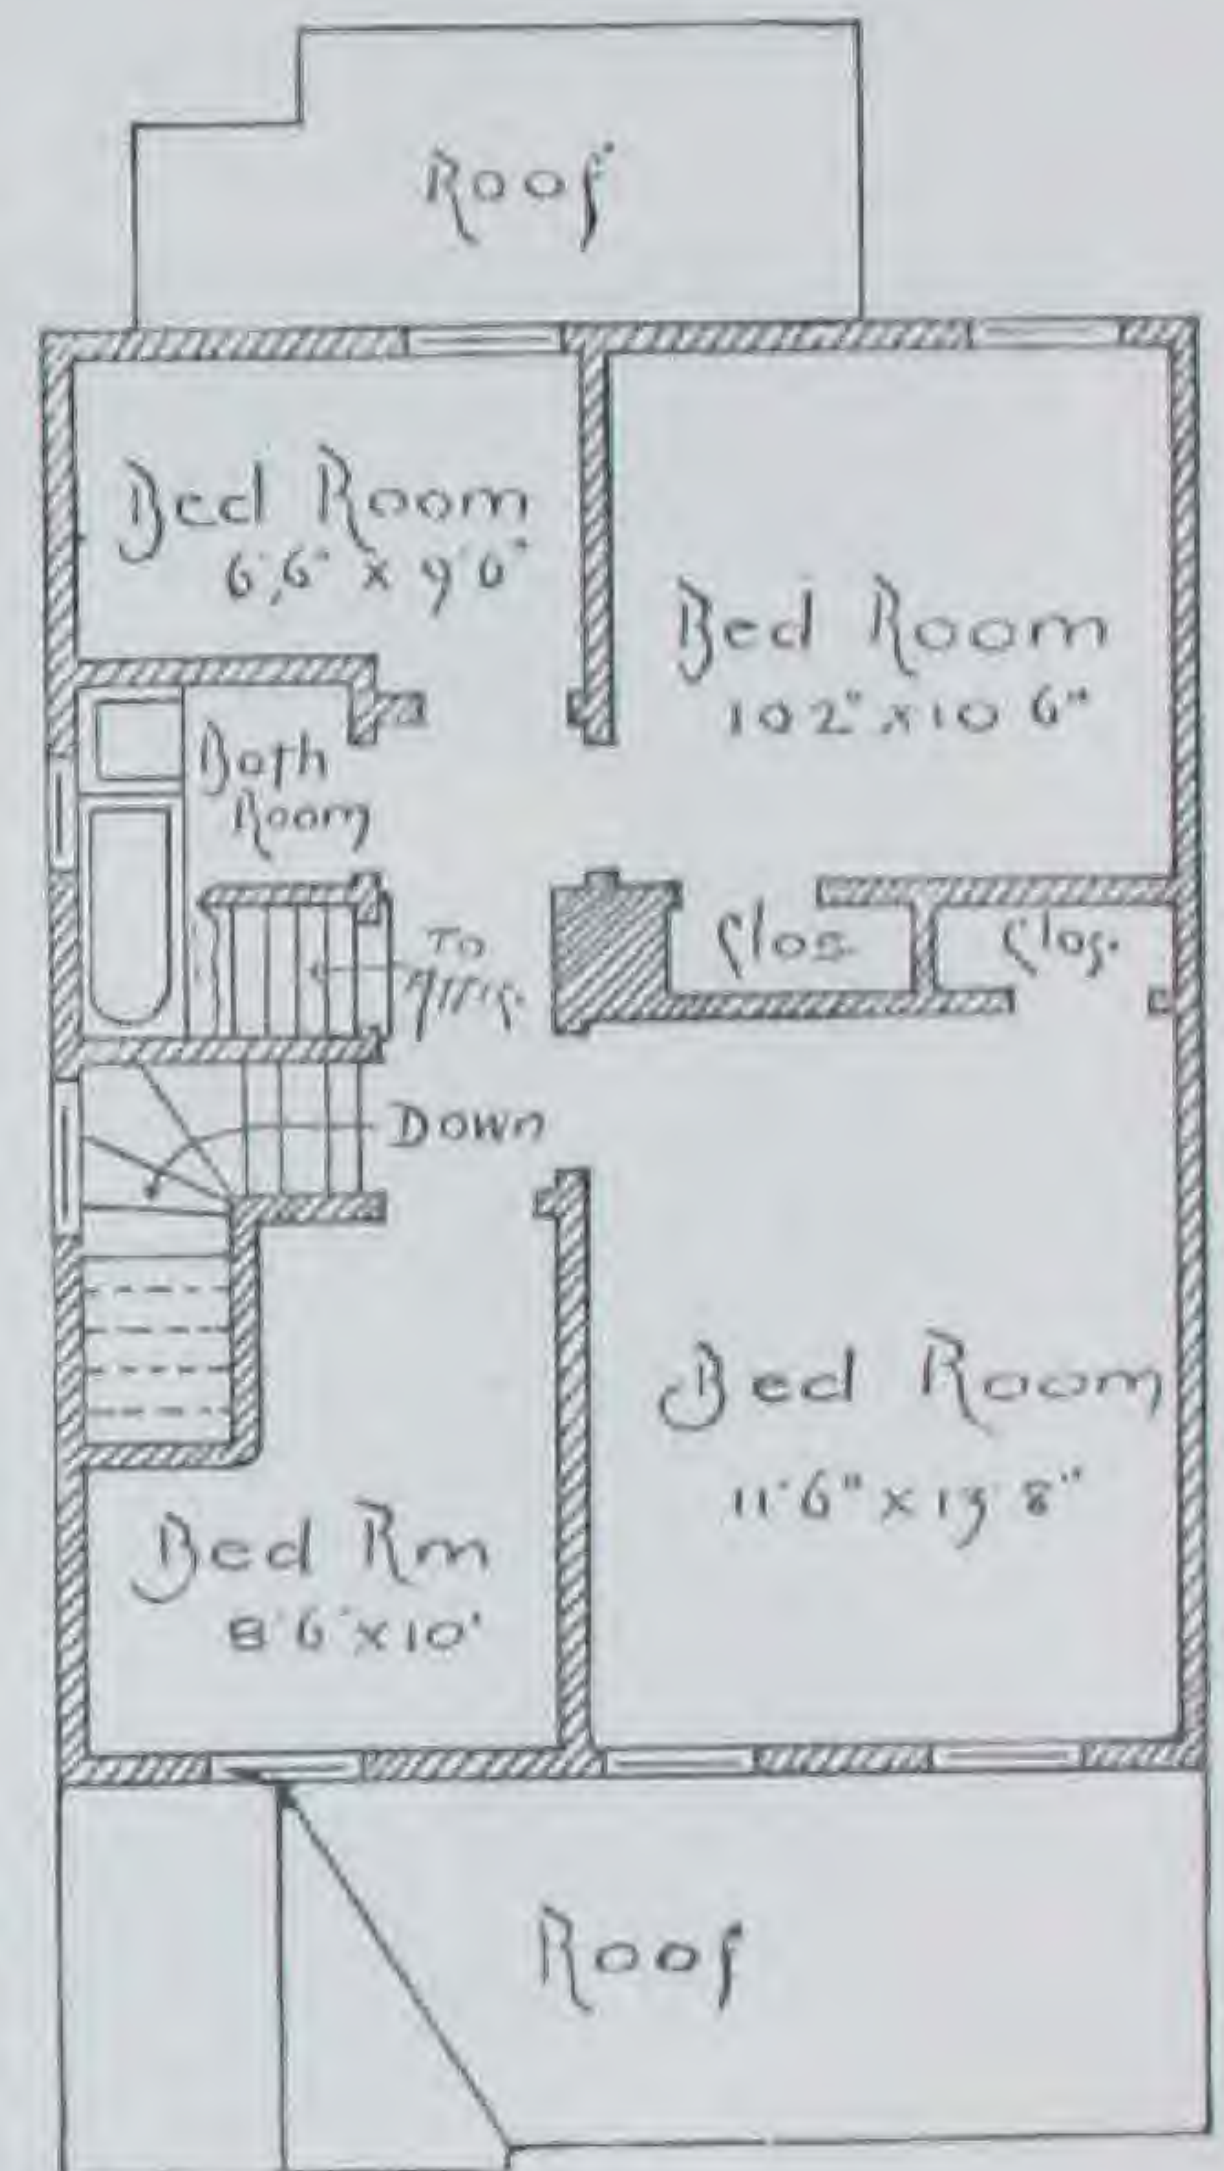 Roof
Bed Room
6'6" x 9'6"
Bed Room
10 2" x 10 6"
Bath
Room
Clos.
Clos.
To
Attic.
Down
Bed Room
11'6" x 13'8"
Bed Rm
8'6" x 10'
Roof